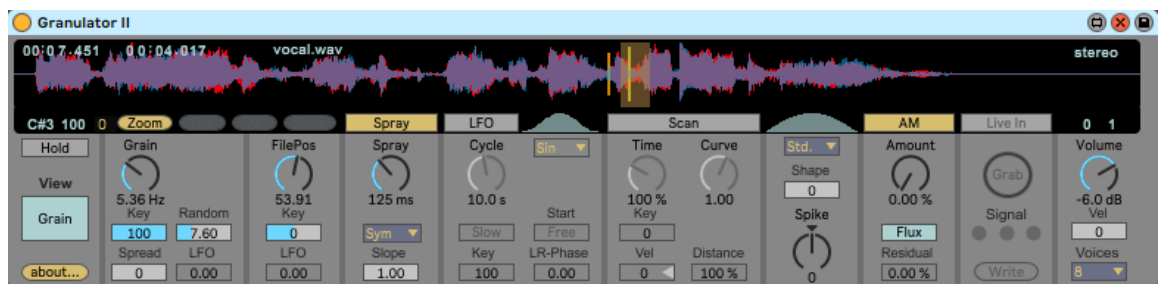 Granulator II
00:07.451 00:04.017 vocal.wav stereo
C#3 100 0 Zoom Spray LFO Scan AM Live In 0 1
Hold Grain FilePos Spray Cycle Sin Time Curve Std. Amount Volume
Shape
0
Grab
View
5.36 Hz 53.91 125 ms 10.0 s 100 % 1.00 0.00 % -6.0 dB
Grain Key Random Key Start Key Spike Signal Vel
100 7.60 0 Sym Slow Free 0 Flux 0
Spread LFO LFO Slope Key LR-Phase Vel Distance Residual Voices
about... 0 0.00 0.00 1.00 100 0.00 0 100 % 0 0.00 % Write 8